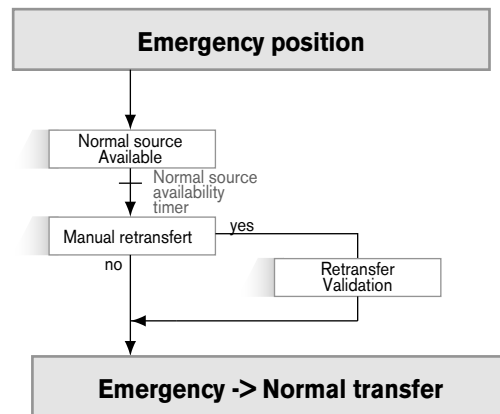 Emergency position
Normal source
Available
Normal source
availability
timer
Manual retransfert
yes
no
Retransfer
Validation
Emergency -> Normal transfer